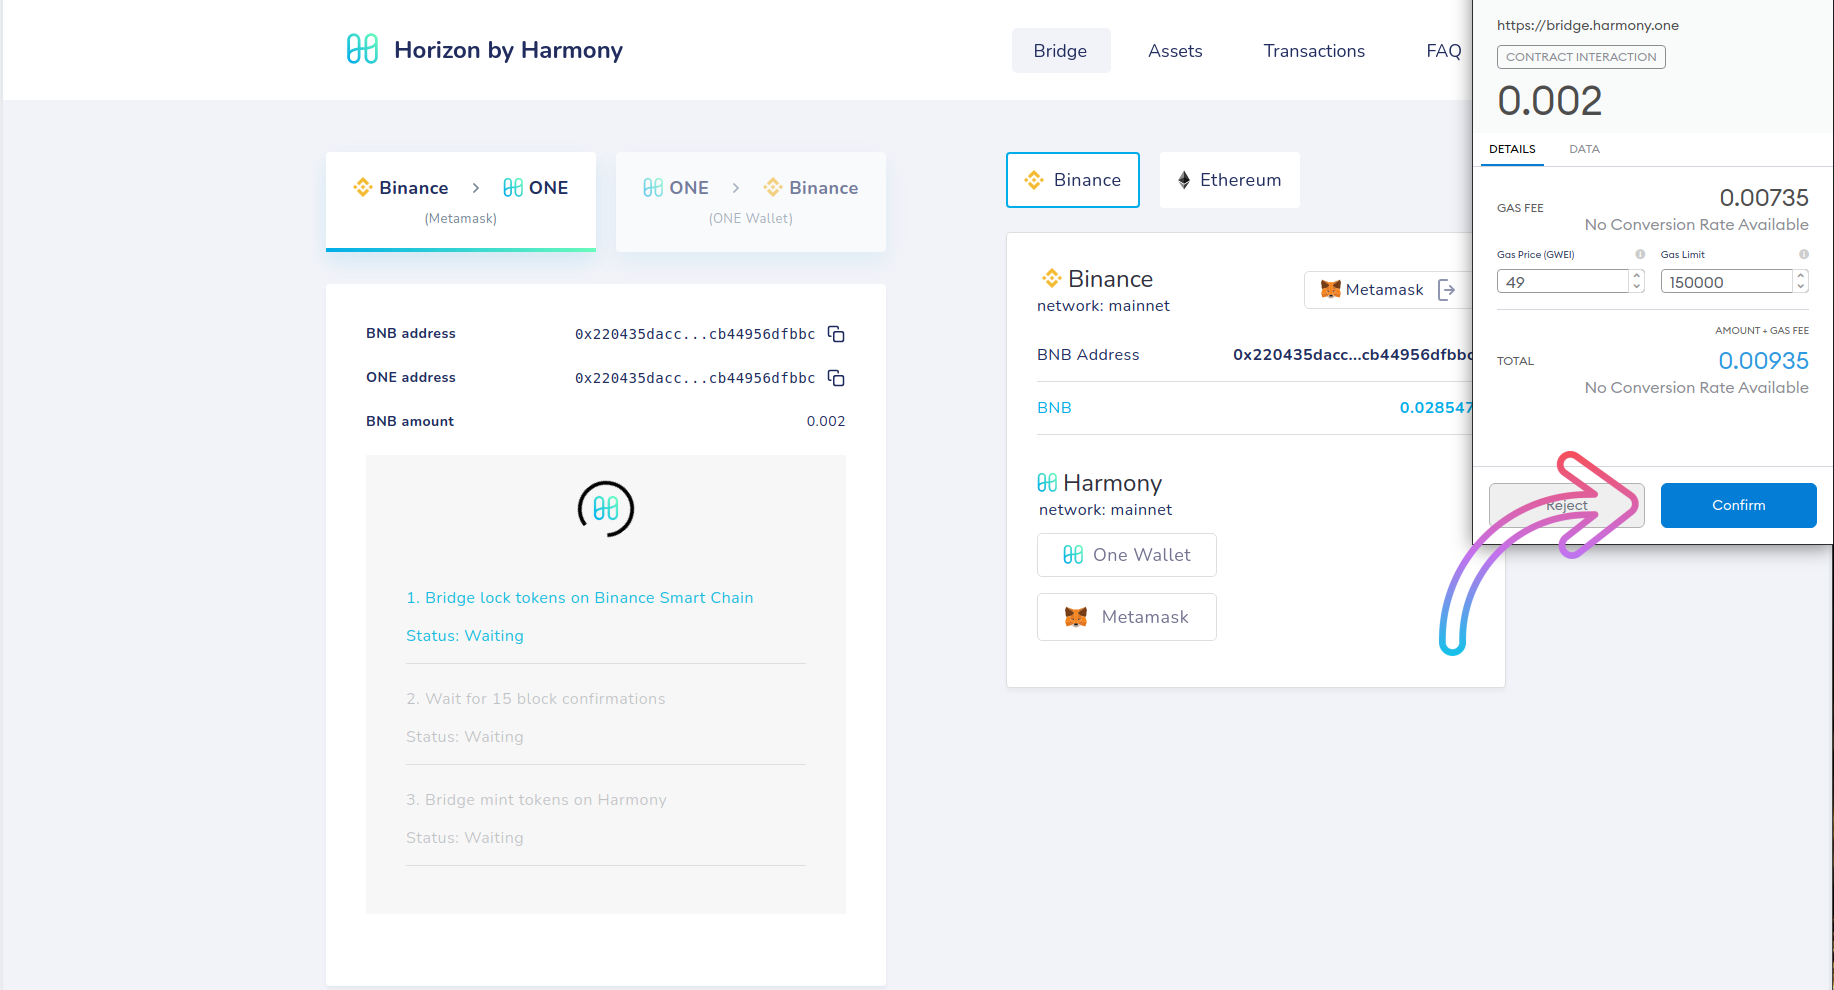 Horizon by Harmony
Bridge
Assets
Transactions
FAQ
Binance > ONE
(Metamask)
ONE > Binance
(ONE Wallet)
BNB address 0x220435dacc...cb44956dfbbc
ONE address 0x220435dacc...cb44956dfbbc
BNB amount 0.002
1. Bridge lock tokens on Binance Smart Chain
Status: Waiting
2. Wait for 15 block confirmations
Status: Waiting
3. Bridge mint tokens on Harmony
Status: Waiting
Binance
Ethereum
Binance
network: mainnet
Metamask
BNB Address 0x220435dacc...cb44956dfbbc
BNB 0.028547
Harmony
network: mainnet
One Wallet
Metamask
https://bridge.harmony.one
CONTRACT INTERACTION
0.002
DETAILS
DATA
GAS FEE 0.00735
No Conversion Rate Available
Gas Price (GWEI)
Gas Limit
49
150000
AMOUNT + GAS FEE
TOTAL 0.00935
No Conversion Rate Available
Reject
Confirm